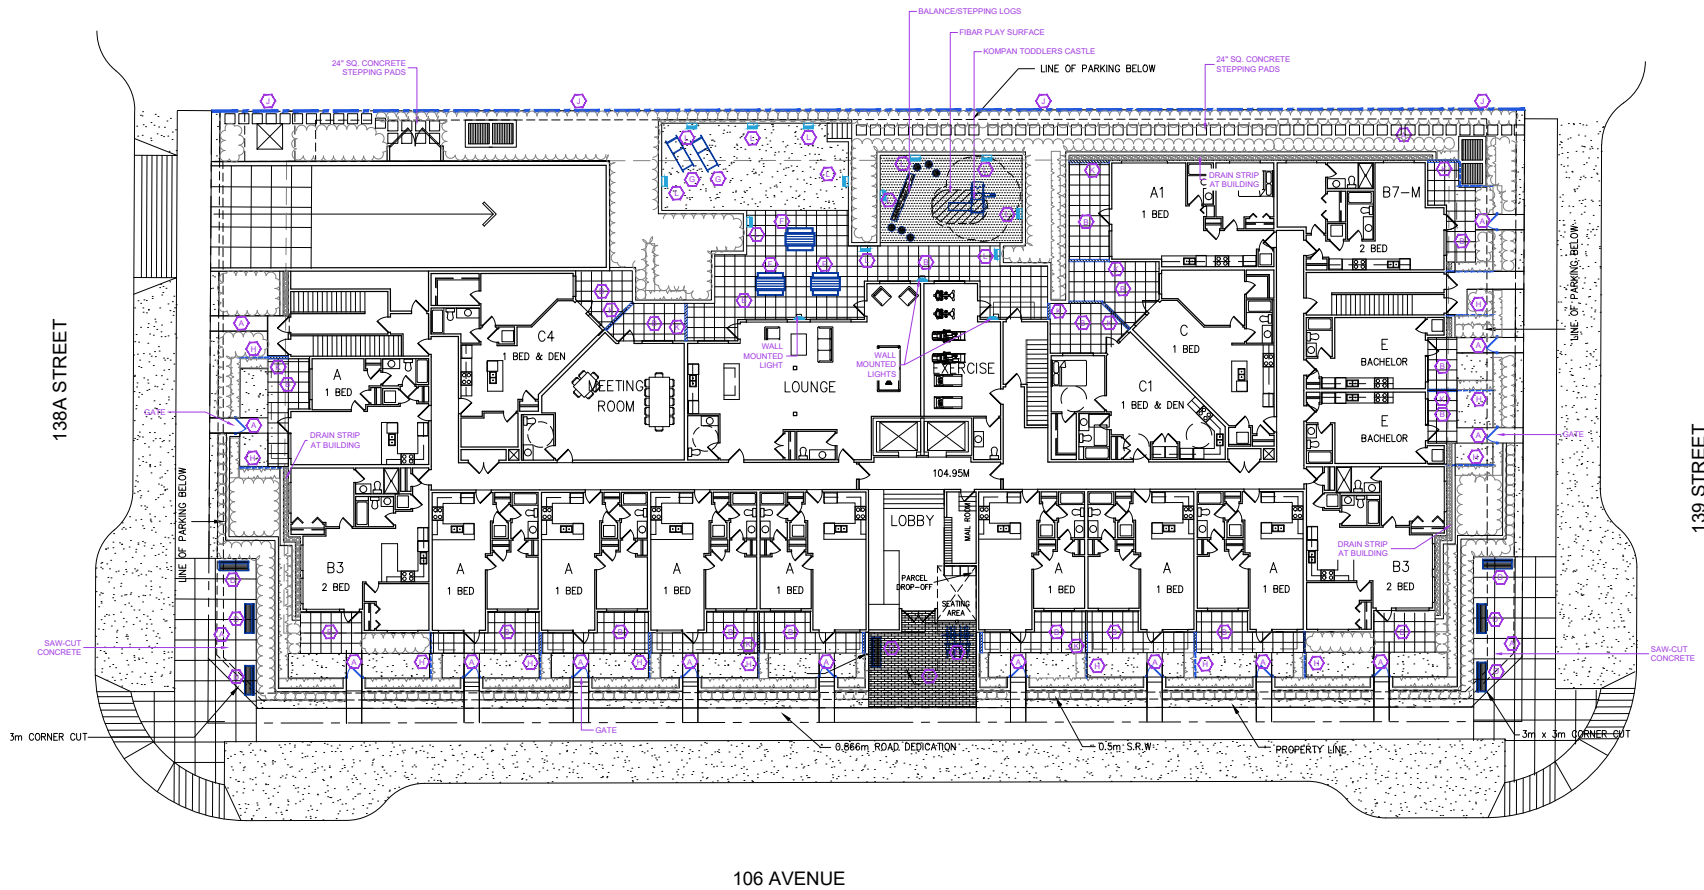 BALANCE/STEPPING LOGS
FIBAR PLAY SURFACE
KOMPAN TODDLERS CASTLE
LINE OF PARKING BELOW
24" SQ. CONCRETE
STEPPING PADS
24" SQ. CONCRETE
STEPPING PADS
J
J
J
J
A1
1 BED
DRAIN STRIP
AT BUILDING
B7-M
2 BED
LINE OF PARKING BELOW
138A STREET
139 STREET
C4
1 BED & DEN
MEETING
ROOM
WALL
MOUNTED
LIGHT
LOUNGE
WALL
MOUNTED
LIGHTS
EXERCISE
C
1 BED
C1
1 BED & DEN
E
BACHELOR
E
BACHELOR
A
1 BED
GATE
GATE
DRAIN STRIP
AT BUILDING
LINE OF PARKING BELOW
104.95M
LOBBY
MAIL ROOM
PARCEL
DROP-OFF
SEATING
AREA
B3
2 BED
A
1 BED
A
1 BED
A
1 BED
A
1 BED
A
1 BED
A
1 BED
A
1 BED
DRAIN STRIP
AT BUILDING
B3
2 BED
SAW-CUT
CONCRETE
SAW-CUT
CONCRETE
3m CORNER CUT
GATE
0.866m ROAD DEDICATION
0.5m S.R.W
PROPERTY LINE
3m x 3m CORNER CUT
106 AVENUE